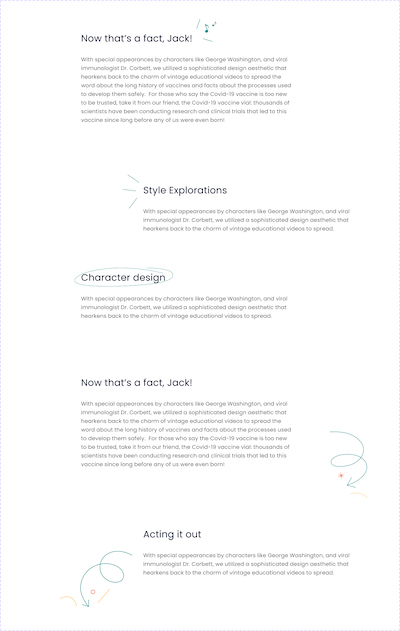 Now that's a fact, Jack!
With special appearances by characters like George Washington, and viral
immunologist Dr. Corbett, we utilized a sophisticated design aesthetic that
hearkens back to the charm of vintage educational videos to spread the
word about the long history of vaccines and facts about the processes used
to develop them safely. For those who say the Covid-19 vaccine is too new
to be trusted, take it from our friend, the Covid-19 vaccine vial: thousands of
scientists have been conducting research and clinical trials that led to this
vaccine since long before any of us were even born!
Style Explorations
With special appearances by characters like George Washington, and viral
immunologist Dr. Corbett, we utilized a sophisticated design aesthetic that
hearkens back to the charm of vintage educational videos to spread.
Character design
With special appearances by characters like George Washington, and viral
immunologist Dr. Corbett, we utilized a sophisticated design aesthetic that
hearkens back to the charm of vintage educational videos to spread.
Now that's a fact, Jack!
With special appearances by characters like George Washington, and viral
immunologist Dr. Corbett, we utilized a sophisticated design aesthetic that
hearkens back to the charm of vintage educational videos to spread the
word about the long history of vaccines and facts about the processes used
to develop them safely. For those who say the Covid-19 vaccine is too new
to be trusted, take it from our friend, the Covid-19 vaccine vial: thousands of
scientists have been conducting research and clinical trials that led to this
vaccine since long before any of us were even born!
Acting it out
With special appearances by characters like George Washington, and viral
immunologist Dr. Corbett, we utilized a sophisticated design aesthetic that
hearkens back to the charm of vintage educational videos to spread.